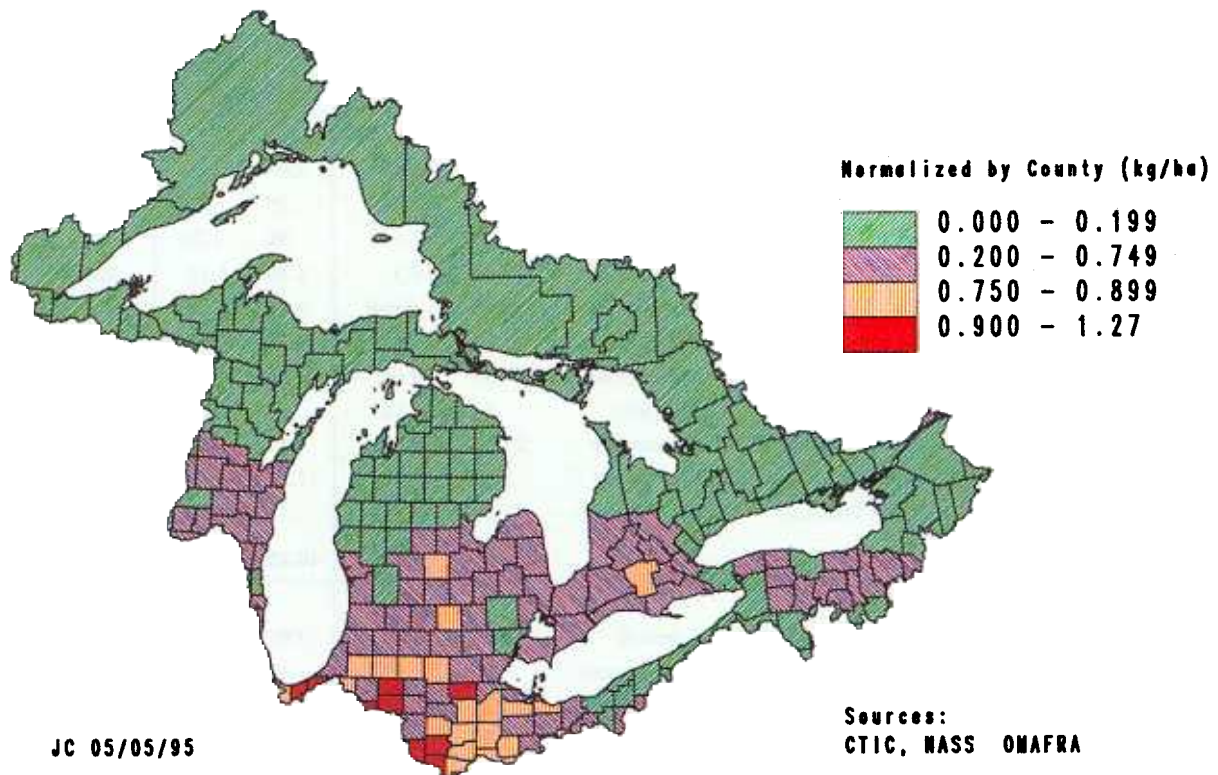 Normalized by County (kg/ha)
0.000 - 0.199
0.200 - 0.749
0.750 - 0.899
0.900 - 1.27
Sources:
CTIC, NASS OMAFRA
JC 05/05/95